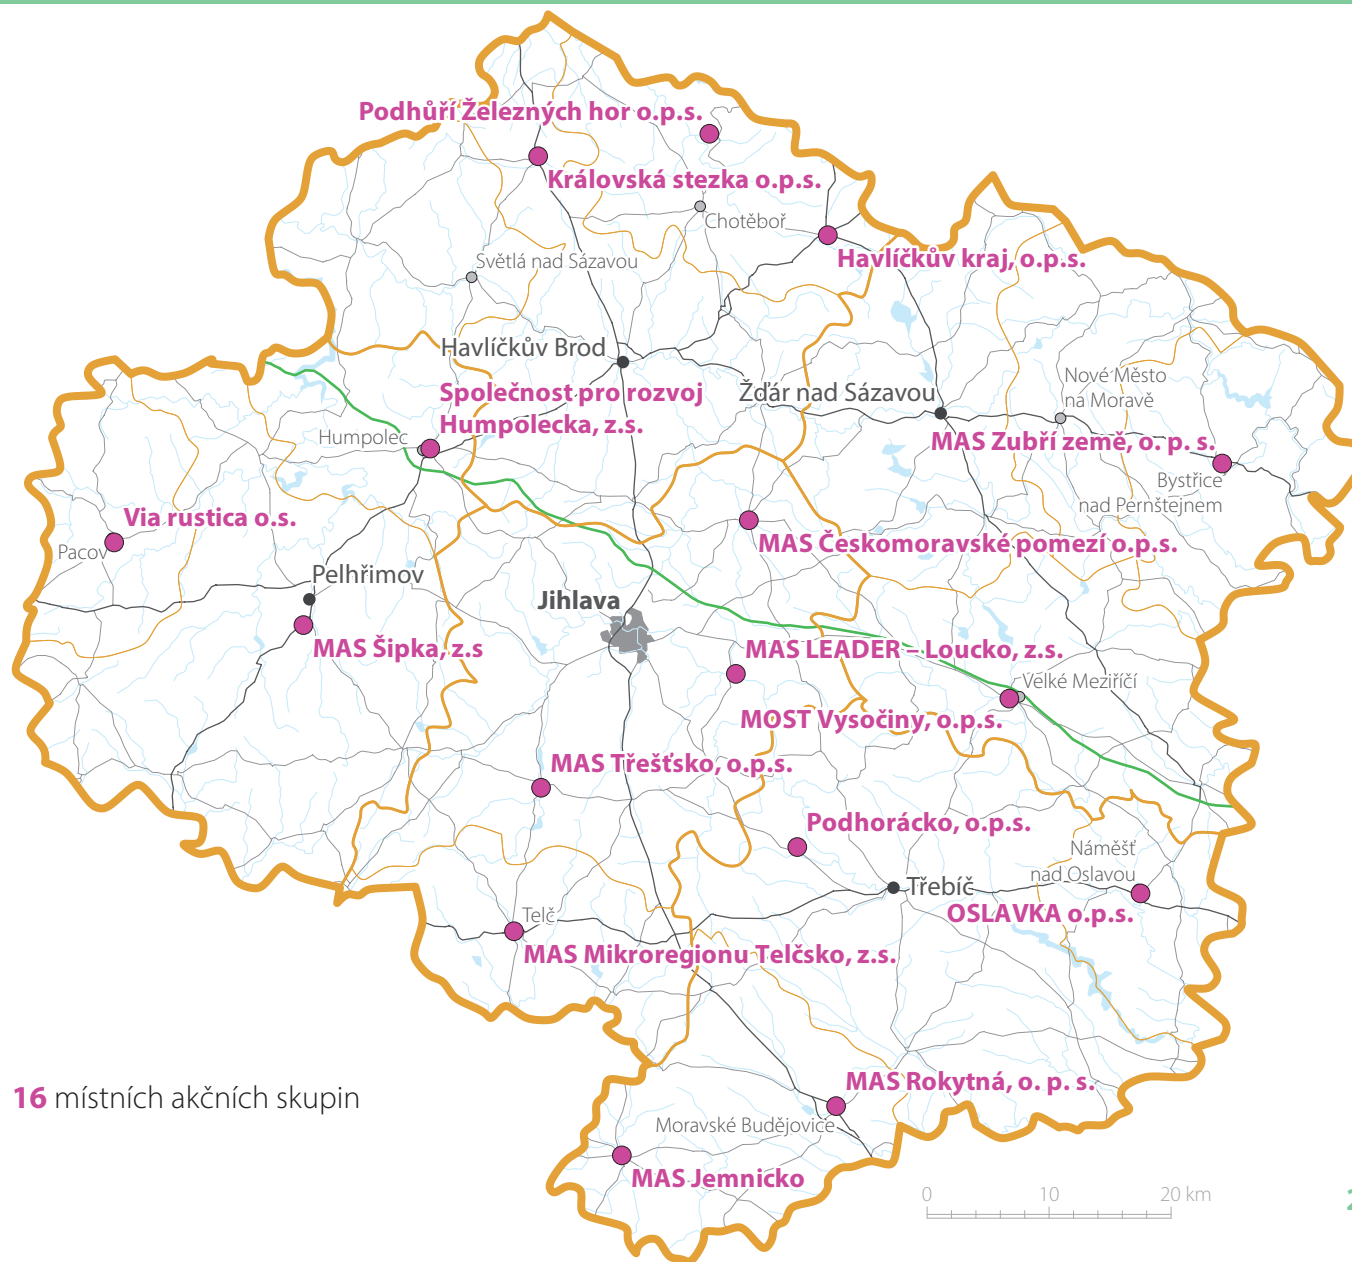 Podhůří Železných hor o.p.s.
Královská stezka o.p.s.
Chotěboř
Havlíčkův kraj, o.p.s.
Světlá nad Sázavou
Havlíčkův Brod
Společnost pro rozvoj
Humpolecka, z.s.
Humpolec
Žďár nad Sázavou
Nové Město
na Moravě
MAS Zubří země, o. p. s.
Bystřice
nad Pernštejnem
Via rustica o.s.
Pacov
MAS Českomoravské pomezí o.p.s.
Pelhřimov
Jihlava
MAS Šipka, z.s
MAS LEADER – Loucko, z.s.
Velké Meziříčí
MOST Vysočiny, o.p.s.
MAS Třešťsko, o.p.s.
Podhorácko, o.p.s.
Náměšť
nad Oslavou
Třebíč
OSLAVKA o.p.s.
Telč
MAS Mikroregionu Telčsko, z.s.
16 místních akčních skupin
MAS Rokytná, o. p. s.
Moravské Budějovice
MAS Jemnicko
0 10 20 km
2